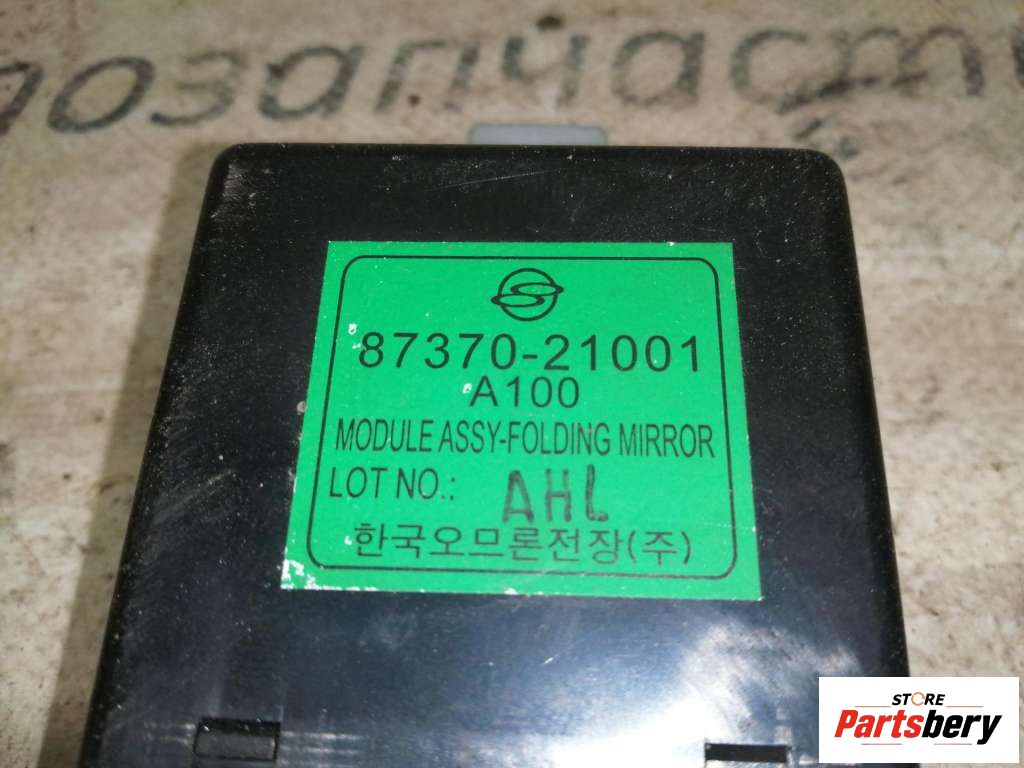 автозапчасти
87370-21001
A100
MODULE ASSY-FOLDING MIRROR
LOT NO.: AHL
한국오므론전장(주)
STORE
Partsbery